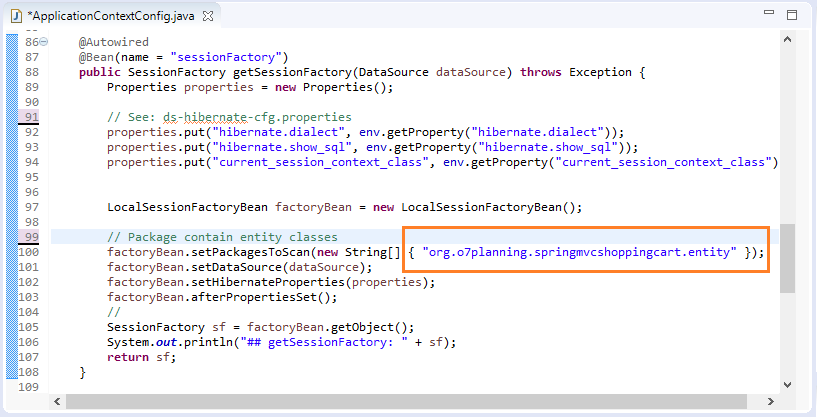 *ApplicationContextConfig.java
86 @Autowired
87 @Bean(name = "sessionFactory")
88 public SessionFactory getSessionFactory(DataSource dataSource) throws Exception {
89 Properties properties = new Properties();
90
91 // See: ds-hibernate-cfg.properties
92 properties.put("hibernate.dialect", env.getProperty("hibernate.dialect"));
93 properties.put("hibernate.show_sql", env.getProperty("hibernate.show_sql"));
94 properties.put("current_session_context_class", env.getProperty("current_session_context_class")
95
96
97 LocalSessionFactoryBean factoryBean = new LocalSessionFactoryBean();
98
99 // Package contain entity classes
100 factoryBean.setPackagesToScan(new String[] { "org.o7planning.springmvcshoppingcart.entity" });
101 factoryBean.setDataSource(dataSource);
102 factoryBean.setHibernateProperties(properties);
103 factoryBean.afterPropertiesSet();
104 //
105 SessionFactory sf = factoryBean.getObject();
106 System.out.println("## getSessionFactory: " + sf);
107 return sf;
108 }
109